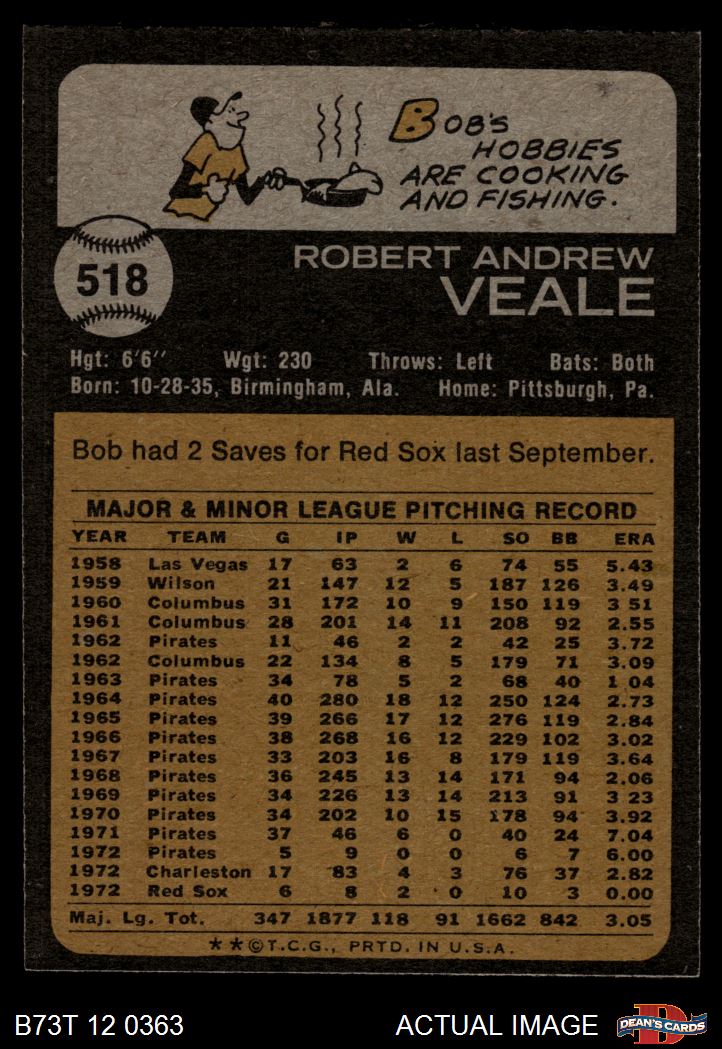 BOB'S
HOBBIES
ARE COOKING
AND FISHING.
518
ROBERT ANDREW
VEALE
Hgt: 6'6" Wgt: 230 Throws: Left Bats: Both
Born: 10-28-35, Birmingham, Ala. Home: Pittsburgh, Pa.
Bob had 2 Saves for Red Sox last September.
MAJOR & MINOR LEAGUE PITCHING RECORD
YEAR TEAM G IP W L SO BB ERA
1958 Las Vegas 17 63 2 6 74 55 5.43
1959 Wilson 21 147 12 5 187 126 3.49
1960 Columbus 31 172 10 9 150 119 3 51
1961 Columbus 28 201 14 11 208 92 2.55
1962 Pirates 11 46 2 2 42 25 3.72
1962 Columbus 22 134 8 5 179 71 3.09
1963 Pirates 34 78 5 2 68 40 1 04
1964 Pirates 40 280 18 12 250 124 2.73
1965 Pirates 39 266 17 12 276 119 2.84
1966 Pirates 38 268 16 12 229 102 3.02
1967 Pirates 33 203 16 8 179 119 3.64
1968 Pirates 36 245 13 14 171 94 2.06
1969 Pirates 34 226 13 14 213 91 3 23
1970 Pirates 34 202 10 15 178 94 3.92
1971 Pirates 37 46 6 0 40 24 7.04
1972 Pirates 5 9 0 0 6 7 6.00
1972 Charleston 17 83 4 3 76 37 2.82
1972 Red Sox 6 8 2 0 10 3 0.00
Maj. Lg. Tot. 347 1877 118 91 1662 842 3.05
**©T.C.G., PRTD. IN U.S.A.
B73T 12 0363 ACTUAL IMAGE
D
DEAN'S CARDS